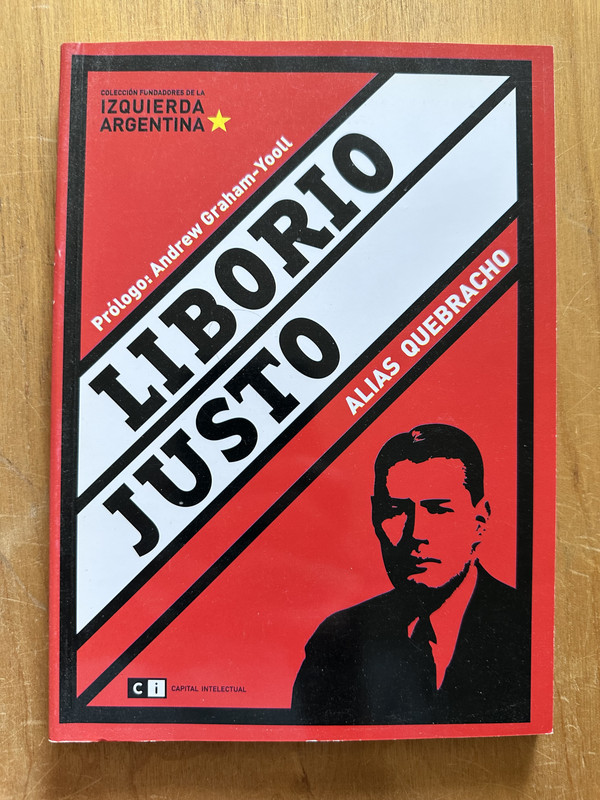 COLECCIÓN FUNDADORES DE LA
IZQUIERDA
ARGENTINA
Prólogo: Andrew Graham-Yooll
LIBORIO
JUSTO
ALIAS QUEBRACHO
Ci CAPITAL INTELECTUAL